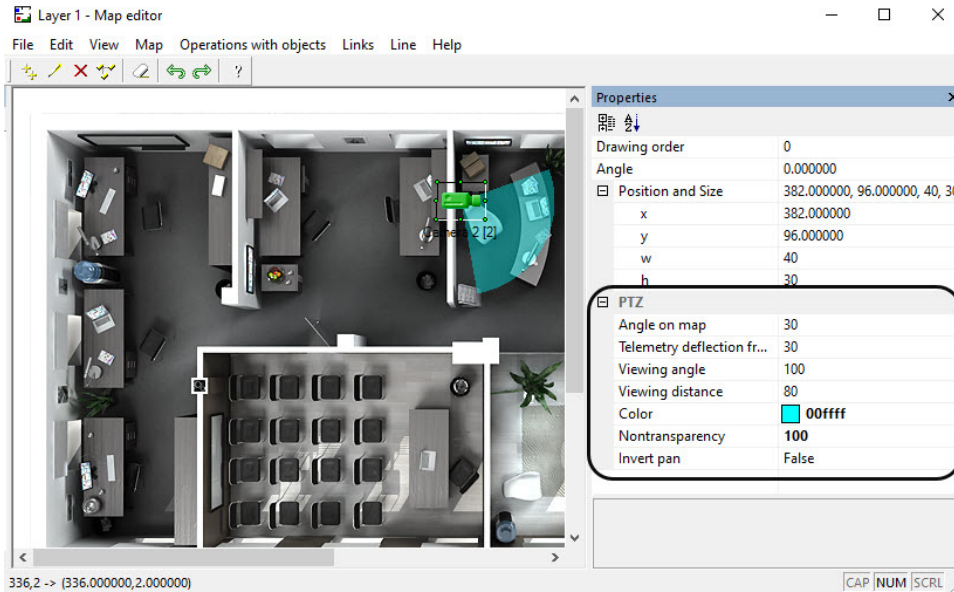 Layer 1 - Map editor
File Edit View Map Operations with objects Links Line Help
?
Properties
Drawing order 0
Angle 0.000000
Position and Size 382.000000, 96.000000, 40, 30
x 382.000000
y 96.000000
w 40
h 30
PTZ
Angle on map 30
Telemetry deflection fr... 30
Viewing angle 100
Viewing distance 80
Color 00ffff
Nontransparency 100
Invert pan False
Camera 2 [2]
336,2 -> (336.000000,2.000000)
CAP NUM SCRL